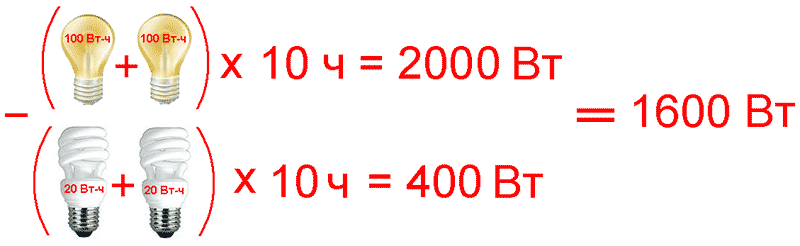 100 Вт-ч + 100 Вт-ч
( + ) x 10 ч = 2000 Вт
−
= 1600 Вт
20 Вт-ч + 20 Вт-ч
( + ) x 10 ч = 400 Вт